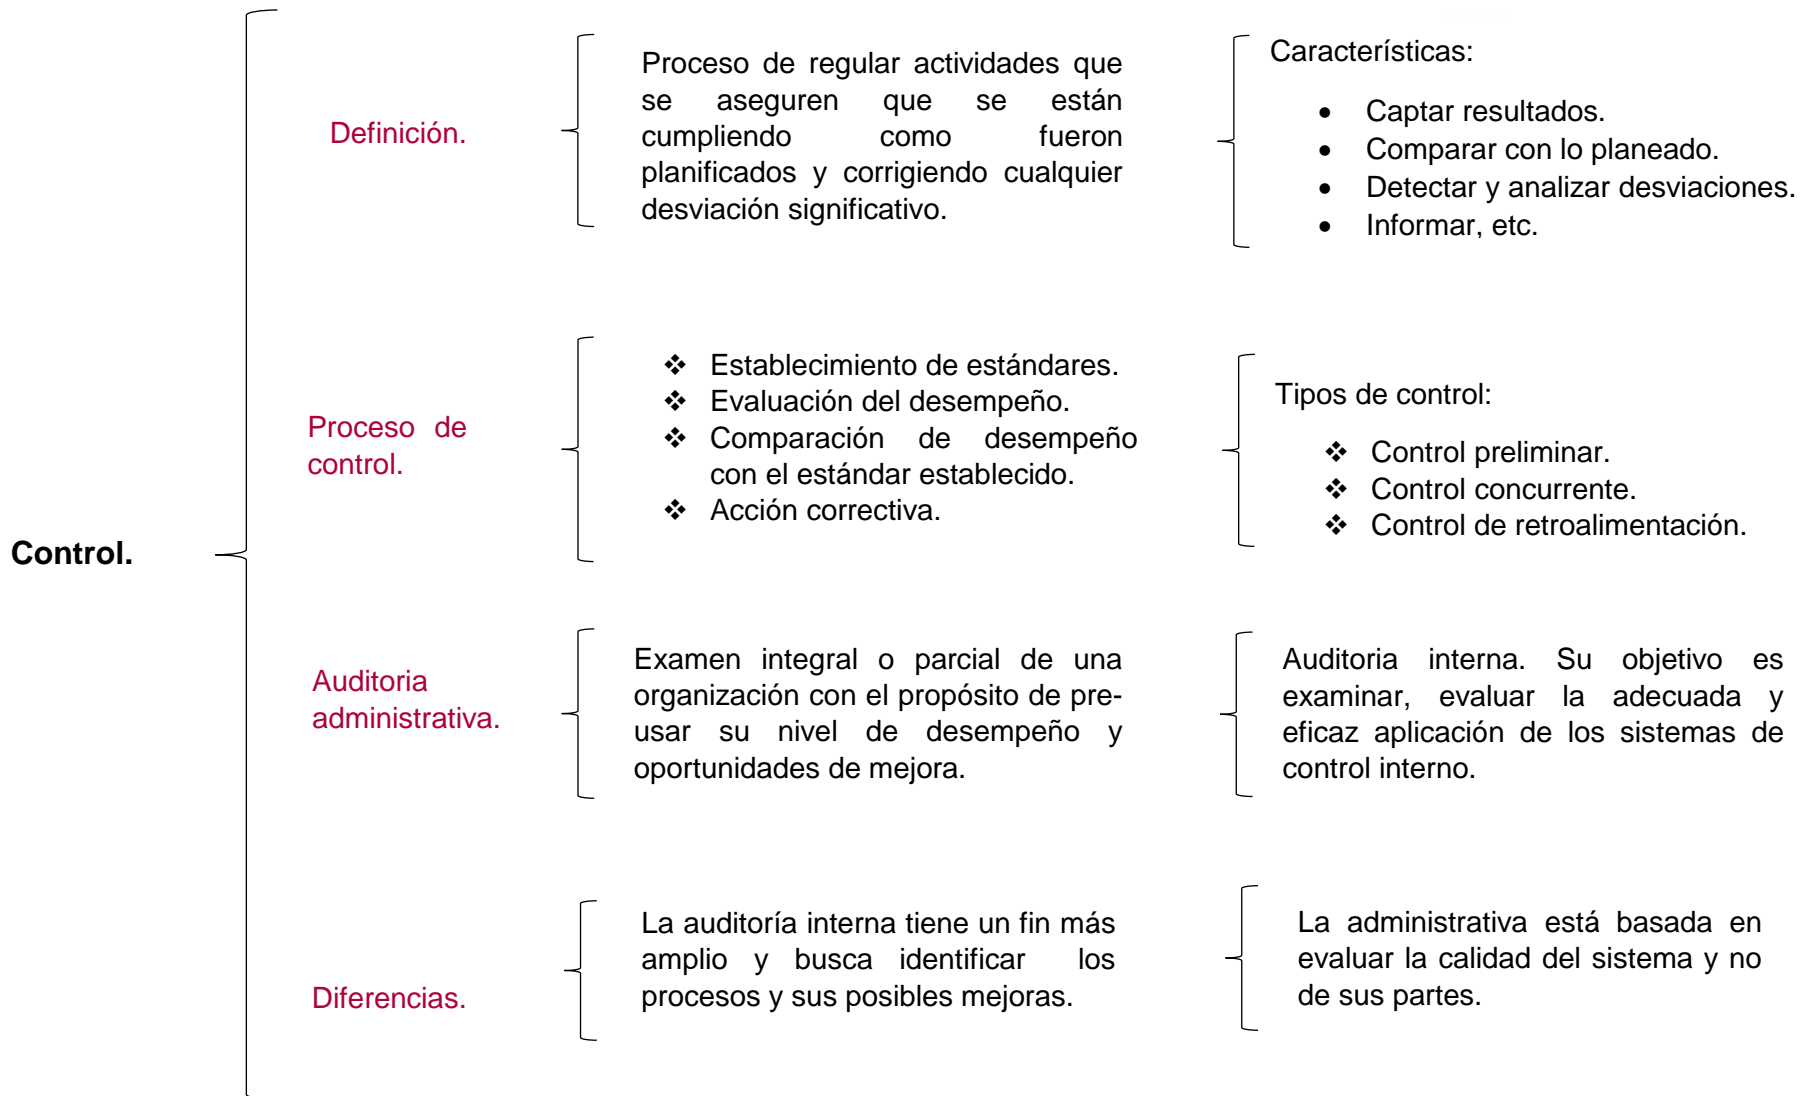 Control.
Definición.
Proceso de regular actividades que
se aseguren que se están
cumpliendo como fueron
planificados y corrigiendo cualquier
desviación significativo.
Características:
• Captar resultados.
• Comparar con lo planeado.
• Detectar y analizar desviaciones.
• Informar, etc.
Proceso de
control.
❖ Establecimiento de estándares.
❖ Evaluación del desempeño.
❖ Comparación de desempeño
con el estándar establecido.
❖ Acción correctiva.
Tipos de control:
❖ Control preliminar.
❖ Control concurrente.
❖ Control de retroalimentación.
Auditoria
administrativa.
Examen integral o parcial de una
organización con el propósito de pre-
usar su nivel de desempeño y
oportunidades de mejora.
Auditoria interna. Su objetivo es
examinar, evaluar la adecuada y
eficaz aplicación de los sistemas de
control interno.
Diferencias.
La auditoría interna tiene un fin más
amplio y busca identificar los
procesos y sus posibles mejoras.
La administrativa está basada en
evaluar la calidad del sistema y no
de sus partes.